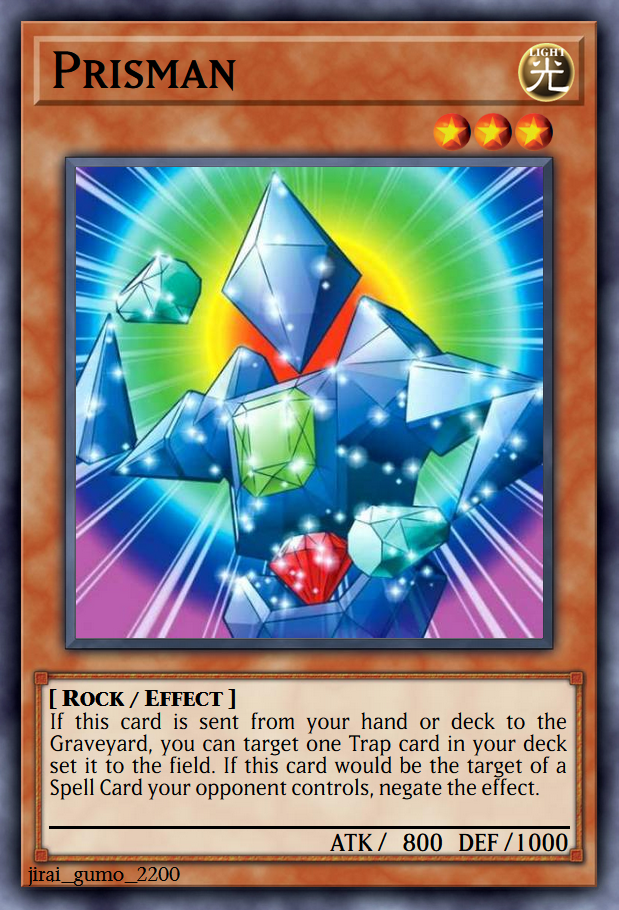 Prisman
LIGHT
光
[ Rock / Effect ]
If this card is sent from your hand or deck to the
Graveyard, you can target one Trap card in your deck
set it to the field. If this card would be the target of a
Spell Card your opponent controls, negate the effect.
ATK / 800 DEF /1000
jirai_gumo_2200